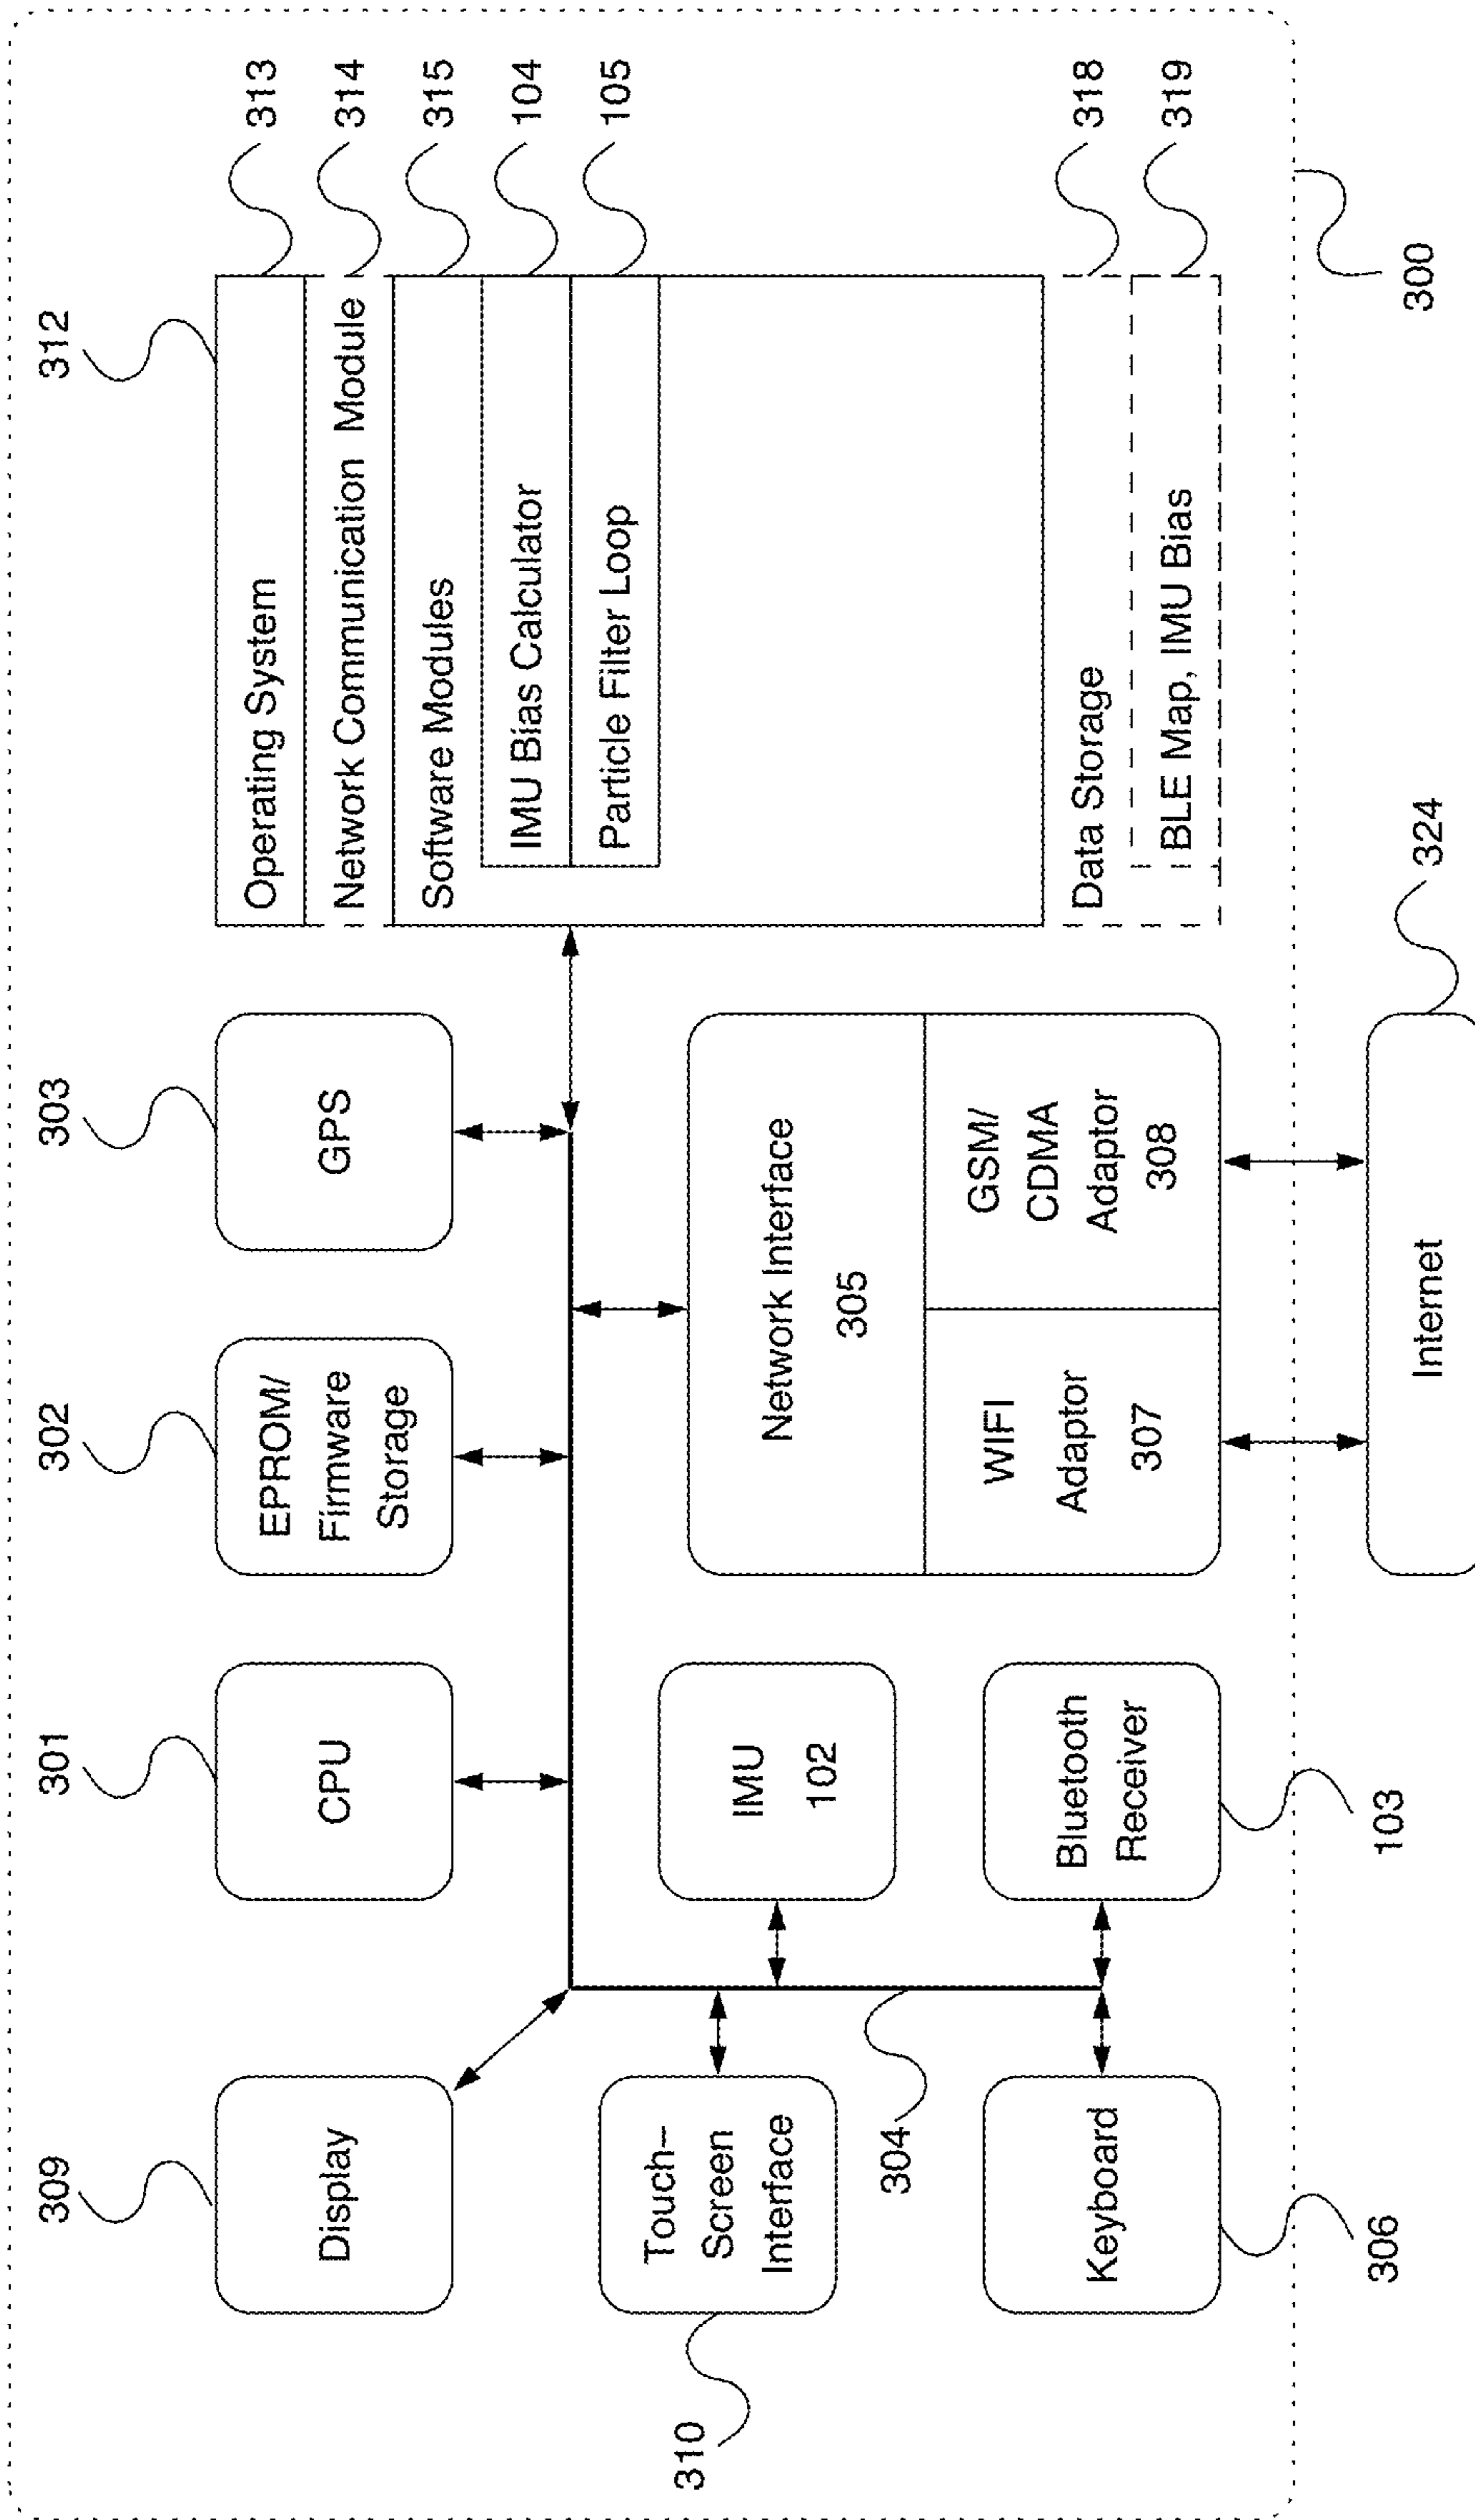 309
301
302
303
312
Display
CPU
EPROM/
Firmware
Storage
GPS
Operating System
313
Network Communication Module
314
Software Modules
315
IMU Bias Calculator
104
Particle Filter Loop
105
310
Touch–
Screen
Interface
304
IMU
102
Network Interface
305
Keyboard
306
Bluetooth
Receiver
103
WIFI
Adaptor
307
GSM/
CDMA
Adaptor
308
Data Storage
318
BLE Map, IMU Bias
319
300
Internet
324